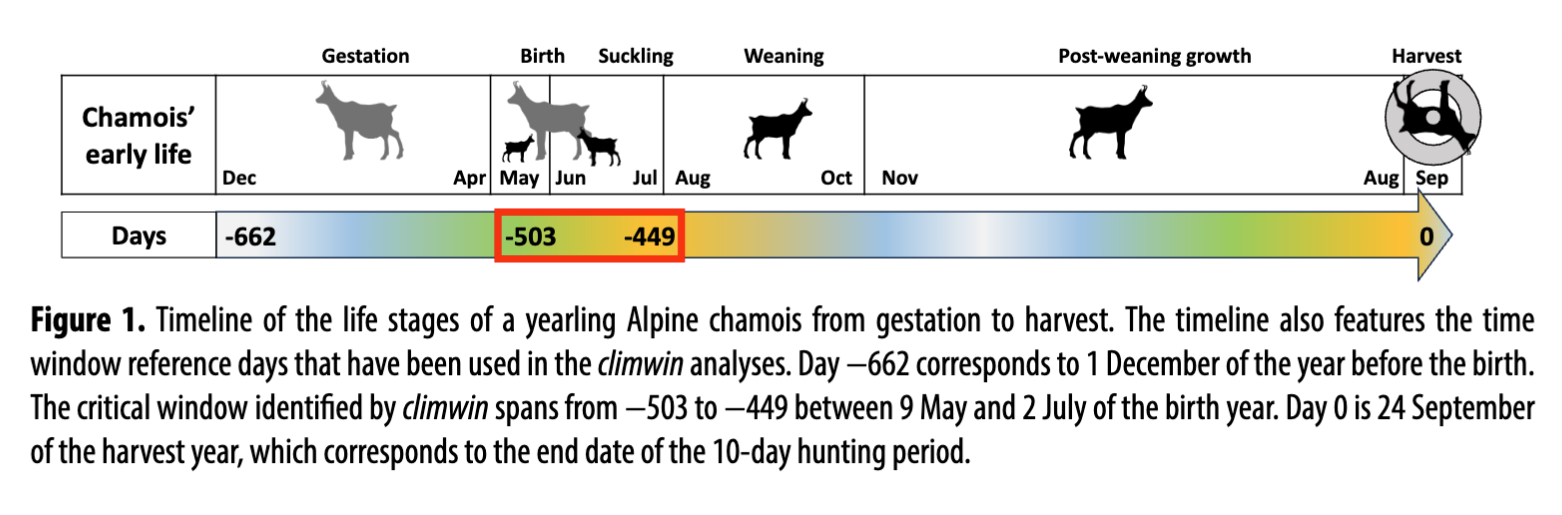 Gestation Birth Suckling Weaning Post-weaning growth Harvest
Chamois’
early life
Dec Apr May Jun Jul Aug Oct Nov Aug Sep
Days -662 -503 -449 0
Figure 1. Timeline of the life stages of a yearling Alpine chamois from gestation to harvest. The timeline also features the time
window reference days that have been used in the climwin analyses. Day −662 corresponds to 1 December of the year before the birth.
The critical window identified by climwin spans from −503 to −449 between 9 May and 2 July of the birth year. Day 0 is 24 September
of the harvest year, which corresponds to the end date of the 10-day hunting period.